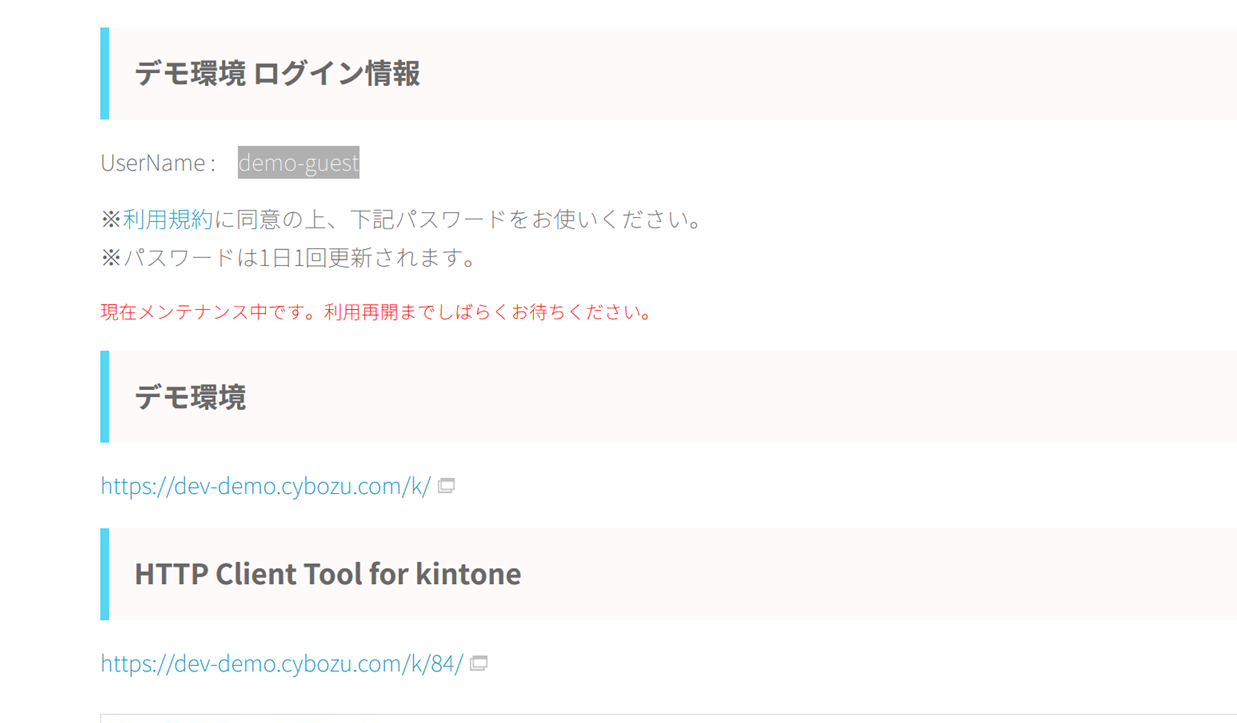 デモ環境 ログイン情報
UserName : demo-guest
※利用規約に同意の上、下記パスワードをお使いください。
※パスワードは1日1回更新されます。
現在メンテナンス中です。利用再開までしばらくお待ちください。
デモ環境
https://dev-demo.cybozu.com/k/
HTTP Client Tool for kintone
https://dev-demo.cybozu.com/k/84/